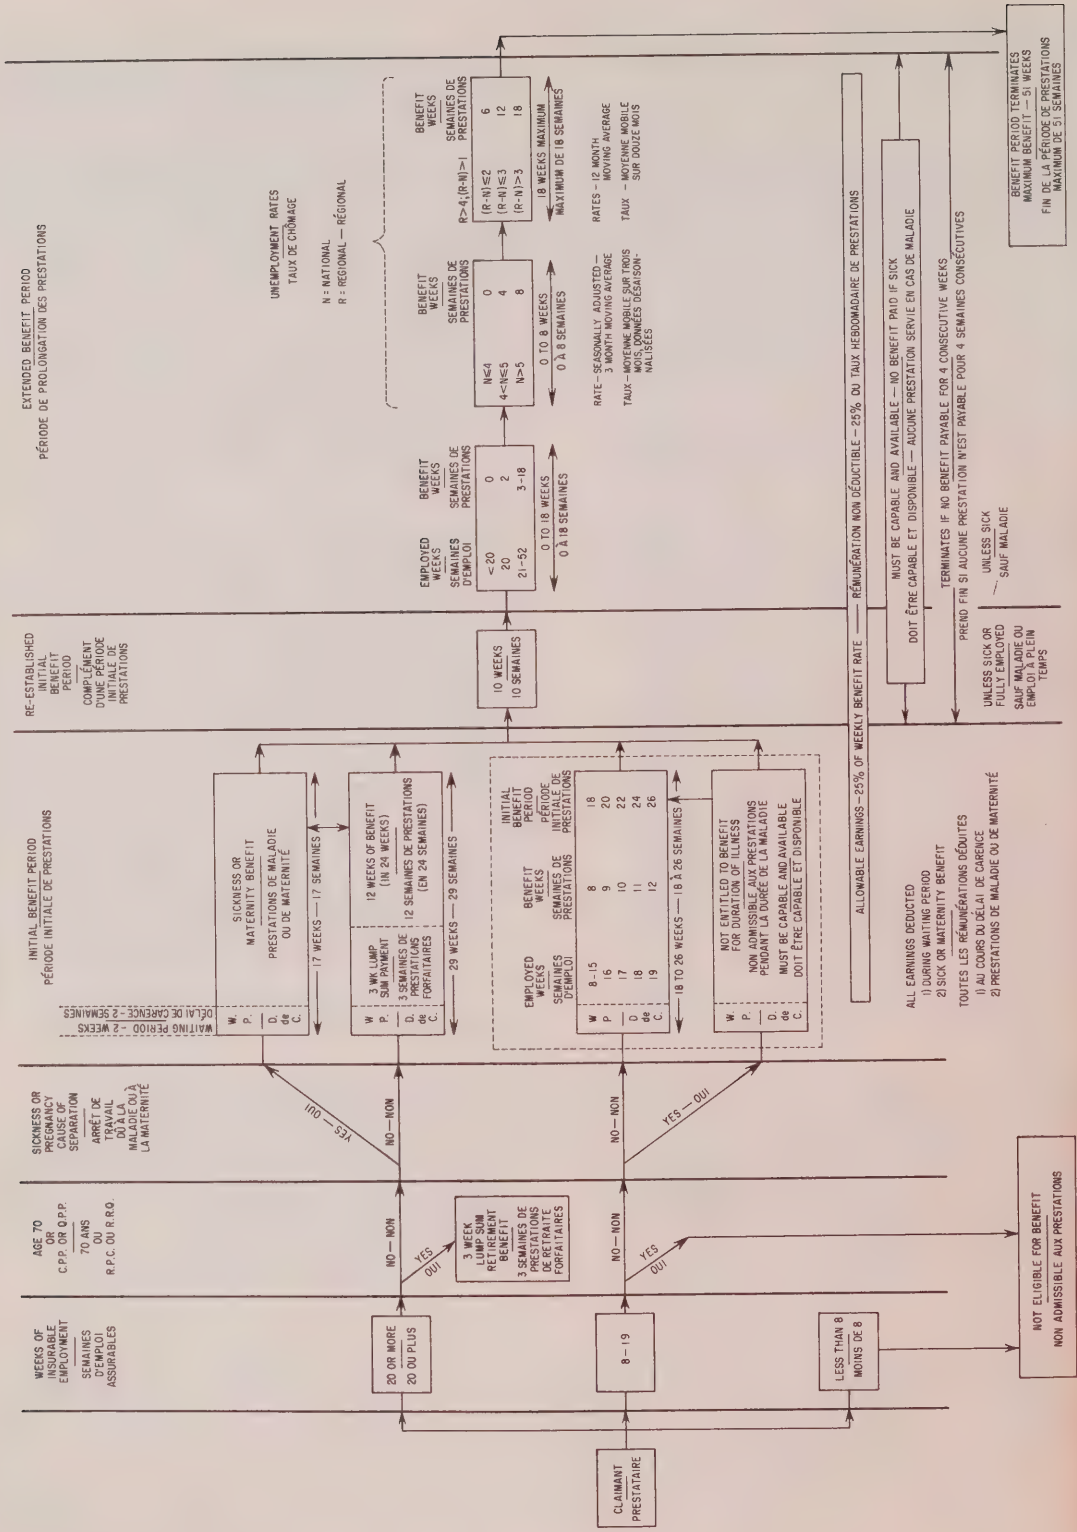 CLAIMANT
PRESTATAIRE
WEEKS OF
INSURABLE
EMPLOYMENT
SEMAINES
D'EMPLOI
ASSURABLES
20 OR MORE
20 OU PLUS
8-19
LESS THAN 8
MOINS DE 8
AGE 70
OR
C.P.P. OR Q.P.P.
70 ANS
OU
R.P.C. OU R.R.Q.
NO-NON
YES
OUI
3 WEEK
LUMP SUM
RETIREMENT
BENEFIT
3 SEMAINES DE
PRESTATIONS
DE RETRAITE
FORFAITAIRES
NO-NON
YES
OUI
NOT ELIGIBLE FOR BENEFIT
NON ADMISSIBLE AUX PRESTATIONS
SICKNESS OR
PREGNANCY
CAUSE OF
SEPARATION
ARRÊT DE
TRAVAIL
DÛ À LA
MALADIE OU À
LA MATERNITÉ
YES — OUI
NO-NON
NO-NON
YES — OUI
INITIAL BENEFIT PERIOD
PÉRIODE INITIALE DE PRESTATIONS
WAITING PERIOD - 2 WEEKS
DÉLAI DE CARENCE - 2 SEMAINES
W.
P.
D.
de
C.
SICKNESS OR
MATERNITY BENEFIT
PRESTATIONS DE MALADIE
OU DE MATERNITÉ
17 WEEKS — 17 SEMAINES
W
P.
D.
de
C.
3 WK LUMP
SUM PAYMENT
3 SEMAINES DE
PRESTATIONS
FORFAITAIRES
12 WEEKS OF BENEFIT
(IN 24 WEEKS)
12 SEMAINES DE PRESTATIONS
(EN 24 SEMAINES)
29 WEEKS — 29 SEMAINES
EMPLOYED
WEEKS
SEMAINES
D'EMPLOI
BENEFIT
WEEKS
SEMAINES DE
PRESTATIONS
INITIAL
BENEFIT
PERIOD
PÉRIODE
INITIALE DE
PRESTATIONS
W
P
D
de
C.
8-15 8 18
16 9 20
17 10 22
18 11 24
19 12 26
18 TO 26 WEEKS — 18 À 26 SEMAINES
W.
P.
D.
de
C.
NOT ENTITLED TO BENEFIT
FOR DURATION OF ILLNESS
NON ADMISSIBLE AUX PRESTATIONS
PENDANT LA DURÉE DE LA MALADIE
MUST BE CAPABLE AND AVAILABLE
DOIT ÊTRE CAPABLE ET DISPONIBLE
RE-ESTABLISHED
INITIAL
BENEFIT
PERIOD
COMPLÉMENT
D'UNE PÉRIODE
INITIALE DE
PRESTATIONS
10 WEEKS
10 SEMAINES
EXTENDED BENEFIT PERIOD
PÉRIODE DE PROLONGATION DES PRESTATIONS
EMPLOYED
WEEKS
SEMAINES
D'EMPLOI
BENEFIT
WEEKS
SEMAINES DE
PRESTATIONS
<20 0
20 2
21-52 3-18
0 TO 18 WEEKS
0 À 18 SEMAINES
UNEMPLOYMENT RATES
TAUX DE CHÔMAGE
N = NATIONAL
R = REGIONAL — RÉGIONAL
BENEFIT
WEEKS
SEMAINES DE
PRESTATIONS
N≤4 0
4<N≤5 4
N>5 8
0 TO 8 WEEKS
0 À 8 SEMAINES
RATE — SEASONALLY ADJUSTED —
3 MONTH MOVING AVERAGE
TAUX — MOYENNE MOBILE SUR TROIS
MOIS, DONNÉES DÉSAISON-
NALISÉES
BENEFIT
WEEKS
SEMAINES DE
PRESTATIONS
R>4;(R-N)>1
(R-N)≤2 6
(R-N)≤3 12
(R-N)>3 18
18 WEEKS MAXIMUM
MAXIMUM DE 18 SEMAINES
RATES - 12 MONTH
MOVING AVERAGE
TAUX - MOYENNE MOBILE
SUR DOUZE MOIS
ALLOWABLE EARNINGS — 25% OF WEEKLY BENEFIT RATE — RÉMUNÉRATION NON DÉDUCTIBLE — 25% DU TAUX HEBDOMADAIRE DE PRESTATIONS
ALL EARNINGS DEDUCTED
1) DURING WAITING PERIOD
2) SICK OR MATERNITY BENEFIT
TOUTES LES RÉMUNÉRATIONS DÉDUITES
1) AU COURS DU DÉLAI DE CARENCE
2) PRESTATIONS DE MALADIE OU DE MATERNITÉ
MUST BE CAPABLE AND AVAILABLE — NO BENEFIT PAID IF SICK
DOIT ÊTRE CAPABLE ET DISPONIBLE — AUCUNE PRESTATION SERVIE EN CAS DE MALADIE
TERMINATES IF NO BENEFIT PAYABLE FOR 4 CONSECUTIVE WEEKS
PREND FIN SI AUCUNE PRESTATION N'EST PAYABLE POUR 4 SEMAINES CONSECUTIVES
UNLESS SICK OR
FULLY EMPLOYED
SAUF MALADIE OU
EMPLOI À PLEIN
TEMPS
UNLESS SICK
SAUF MALADIE
BENEFIT PERIOD TERMINATES
MAXIMUM BENEFIT — 51 WEEKS
FIN DE LA PÉRIODE DE PRESTATIONS
MAXIMUM DE 51 SEMAINES